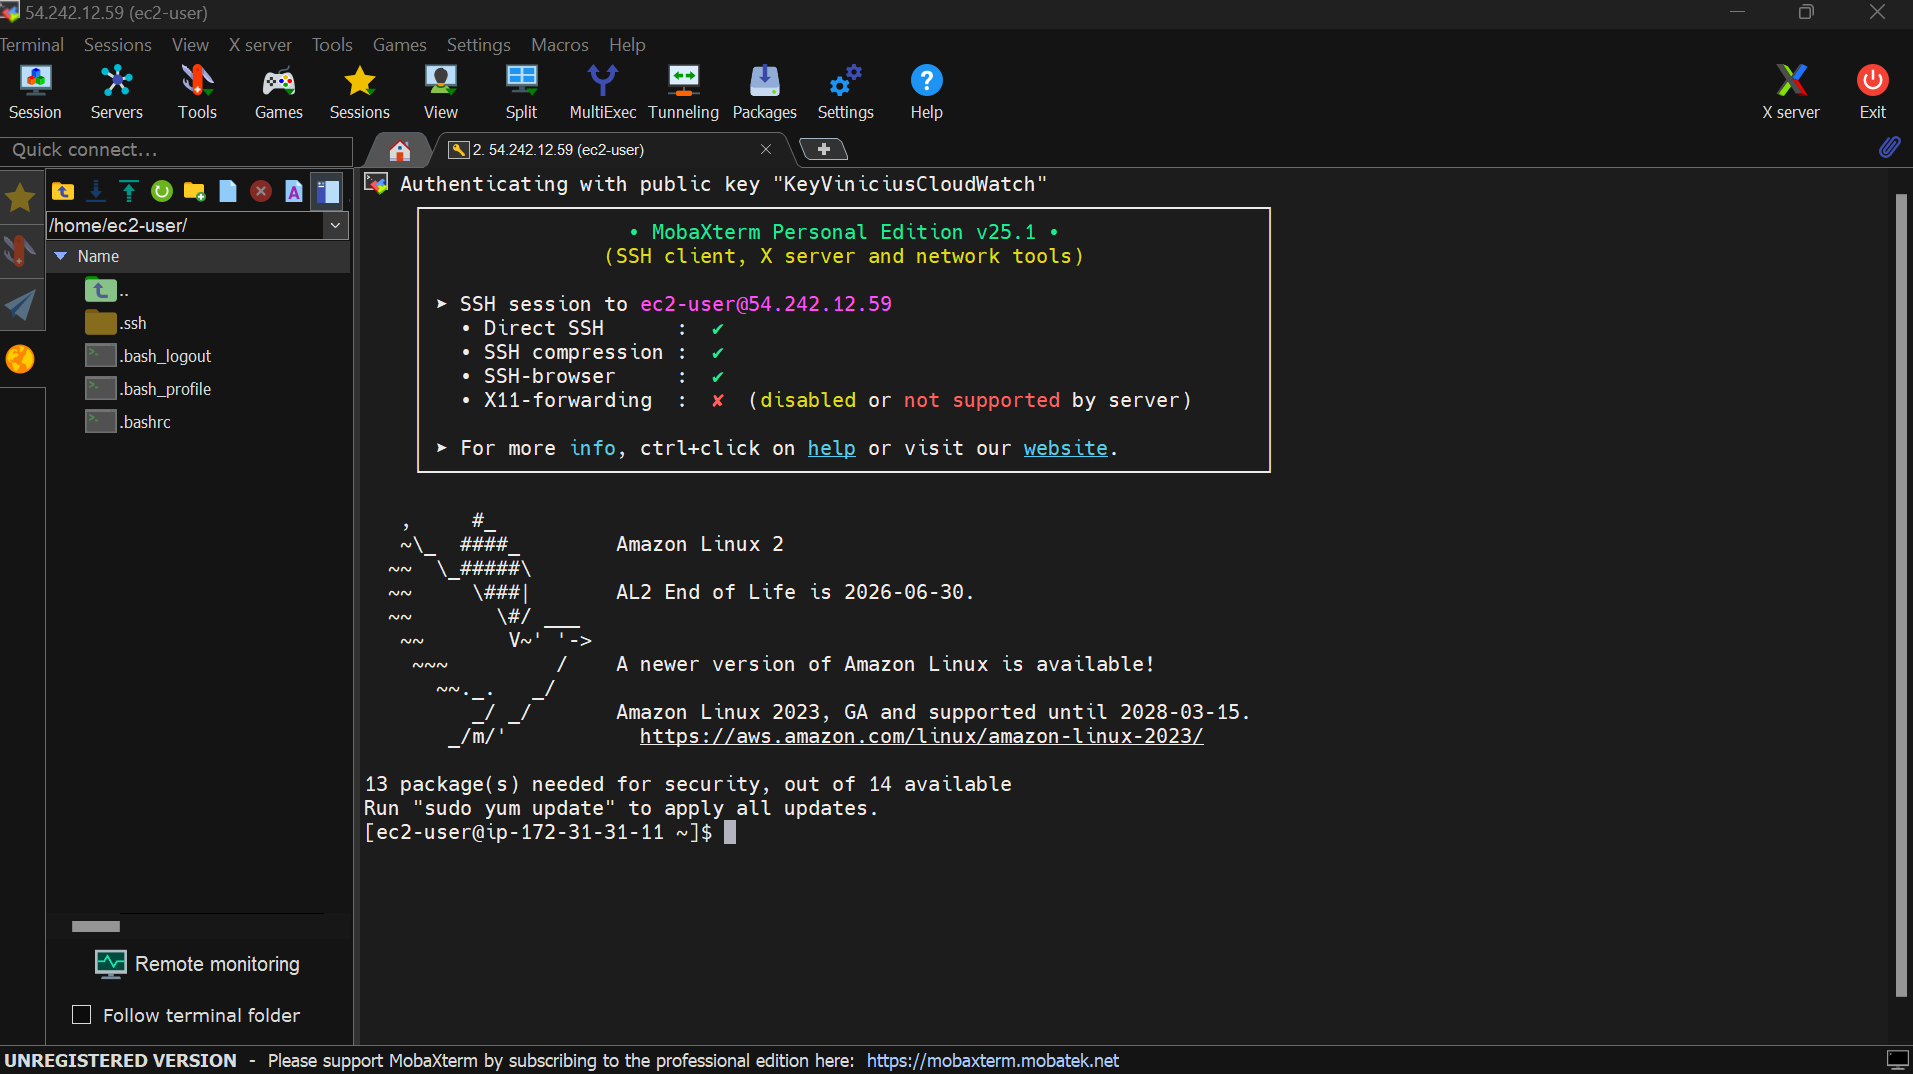 54.242.12.59 (ec2-user)
Terminal Sessions View X server Tools Games Settings Macros Help
Session Servers Tools Games Sessions View Split MultiExec Tunneling Packages Settings Help X server Exit
Quick connect...
2. 54.242.12.59 (ec2-user)
/home/ec2-user/
Name
..
.ssh
.bash_logout
.bash_profile
.bashrc
Remote monitoring
Follow terminal folder
Authenticating with public key "KeyViniciusCloudWatch"
• MobaXterm Personal Edition v25.1 •
(SSH client, X server and network tools)
➤ SSH session to ec2-user@54.242.12.59
• Direct SSH : ✔
• SSH compression : ✔
• SSH-browser : ✔
• X11-forwarding : ✘ (disabled or not supported by server)
➤ For more info, ctrl+click on help or visit our website.
,       #_
~\_  ####_        Amazon Linux 2
~~  \_#####\
~~     \###|       AL2 End of Life is 2026-06-30.
~~       \#/ ___
~~       V~' '->
~~~         /    A newer version of Amazon Linux is available!
~~._.   _/
_/ _/       Amazon Linux 2023, GA and supported until 2028-03-15.
_/m/'           https://aws.amazon.com/linux/amazon-linux-2023/
13 package(s) needed for security, out of 14 available
Run "sudo yum update" to apply all updates.
[ec2-user@ip-172-31-31-11 ~]$
UNREGISTERED VERSION - Please support MobaXterm by subscribing to the professional edition here: https://mobaxterm.mobatek.net